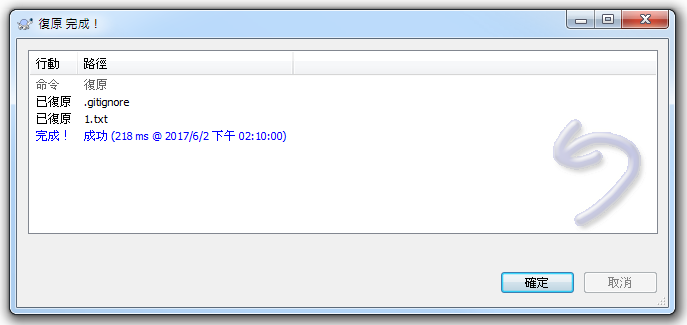 復原 完成！
行動 路徑
命令 復原
已復原 .gitignore
已復原 1.txt
完成！ 成功 (218 ms @ 2017/6/2 下午 02:10:00)
確定 取消